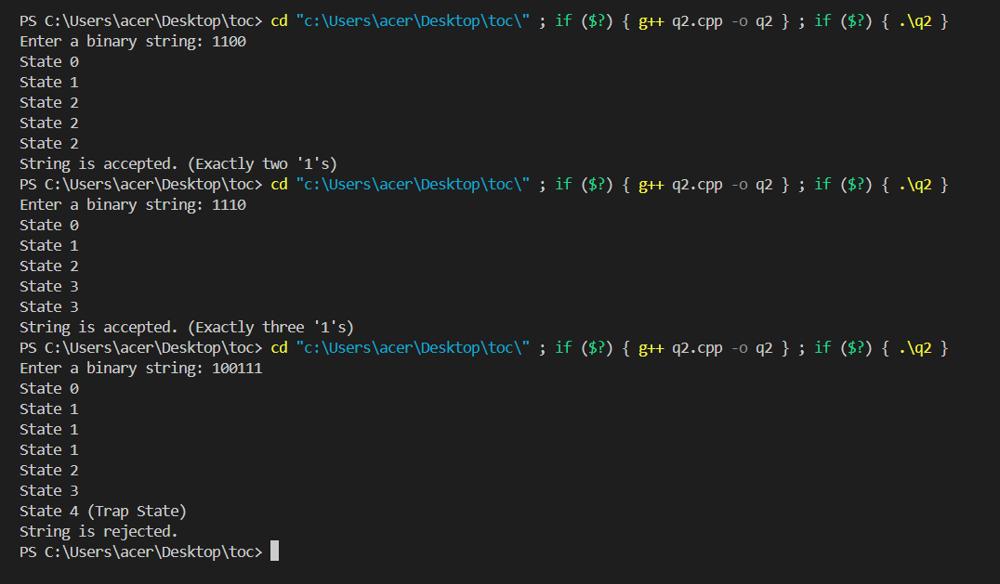 PS C:\Users\acer\Desktop\toc> cd "c:\Users\acer\Desktop\toc\" ; if ($?) { g++ q2.cpp -o q2 } ; if ($?) { .\q2 }
Enter a binary string: 1100
State 0
State 1
State 2
State 2
State 2
String is accepted. (Exactly two '1's)
PS C:\Users\acer\Desktop\toc> cd "c:\Users\acer\Desktop\toc\" ; if ($?) { g++ q2.cpp -o q2 } ; if ($?) { .\q2 }
Enter a binary string: 1110
State 0
State 1
State 2
State 3
State 3
String is accepted. (Exactly three '1's)
PS C:\Users\acer\Desktop\toc> cd "c:\Users\acer\Desktop\toc\" ; if ($?) { g++ q2.cpp -o q2 } ; if ($?) { .\q2 }
Enter a binary string: 100111
State 0
State 1
State 1
State 1
State 2
State 3
State 4 (Trap State)
String is rejected.
PS C:\Users\acer\Desktop\toc>